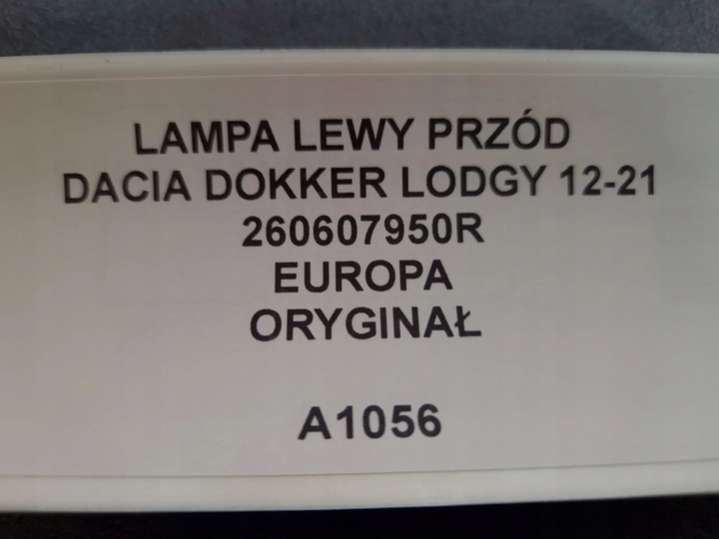 LAMPA LEWY PRZÓD
DACIA DOKKER LODGY 12-21
260607950R
EUROPA
ORYGINAŁ
A1056